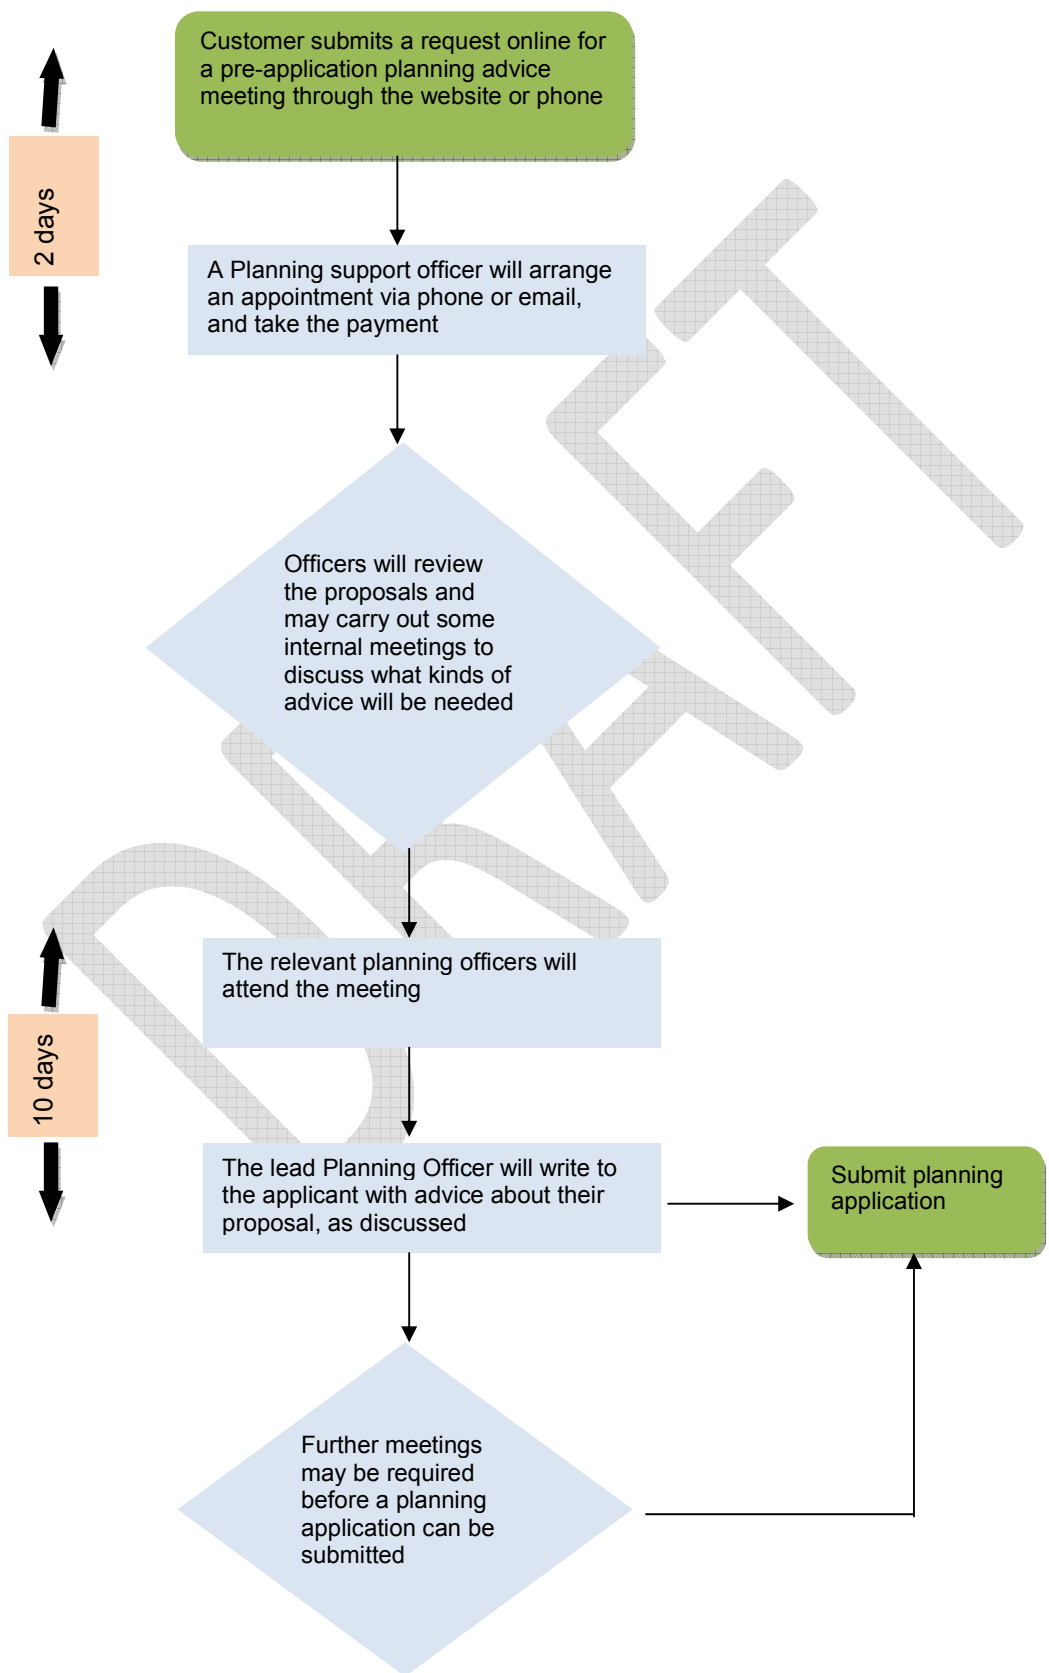 Customer submits a request online for
a pre-application planning advice
meeting through the website or phone
2 days
A Planning support officer will arrange
an appointment via phone or email,
and take the payment
Officers will review
the proposals and
may carry out some
internal meetings to
discuss what kinds of
advice will be needed
DRAFT
The relevant planning officers will
attend the meeting
10 days
The lead Planning Officer will write to
the applicant with advice about their
proposal, as discussed
Submit planning
application
Further meetings
may be required
before a planning
application can be
submitted